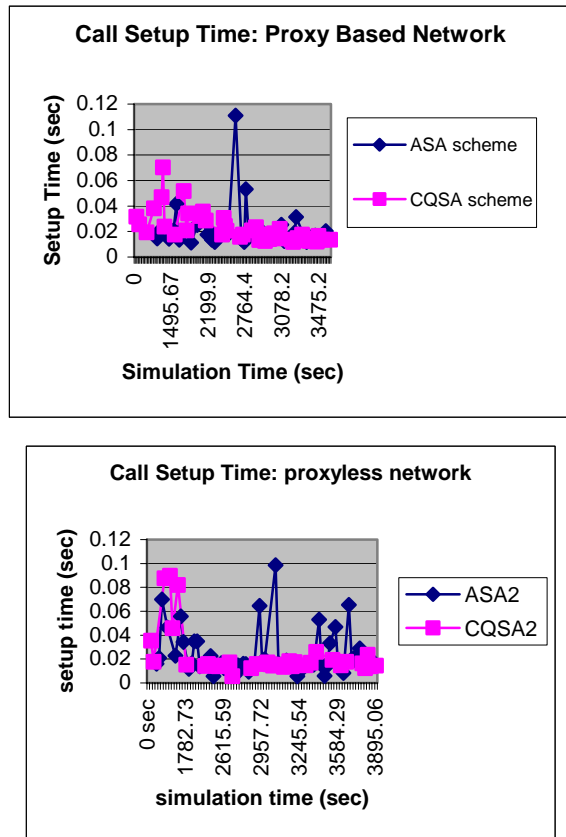 Call Setup Time: Proxy Based Network
Setup Time (sec)
0.12
0.1
0.08
0.06
0.04
0.02
0
0
1495.67
2199.9
2764.4
3078.2
3475.2
Simulation Time (sec)
ASA scheme
CQSA scheme
Call Setup Time: proxyless network
setup time (sec)
0.12
0.1
0.08
0.06
0.04
0.02
0
0 sec
1782.73
2615.59
2957.72
3245.54
3584.29
3895.06
simulation time (sec)
ASA2
CQSA2